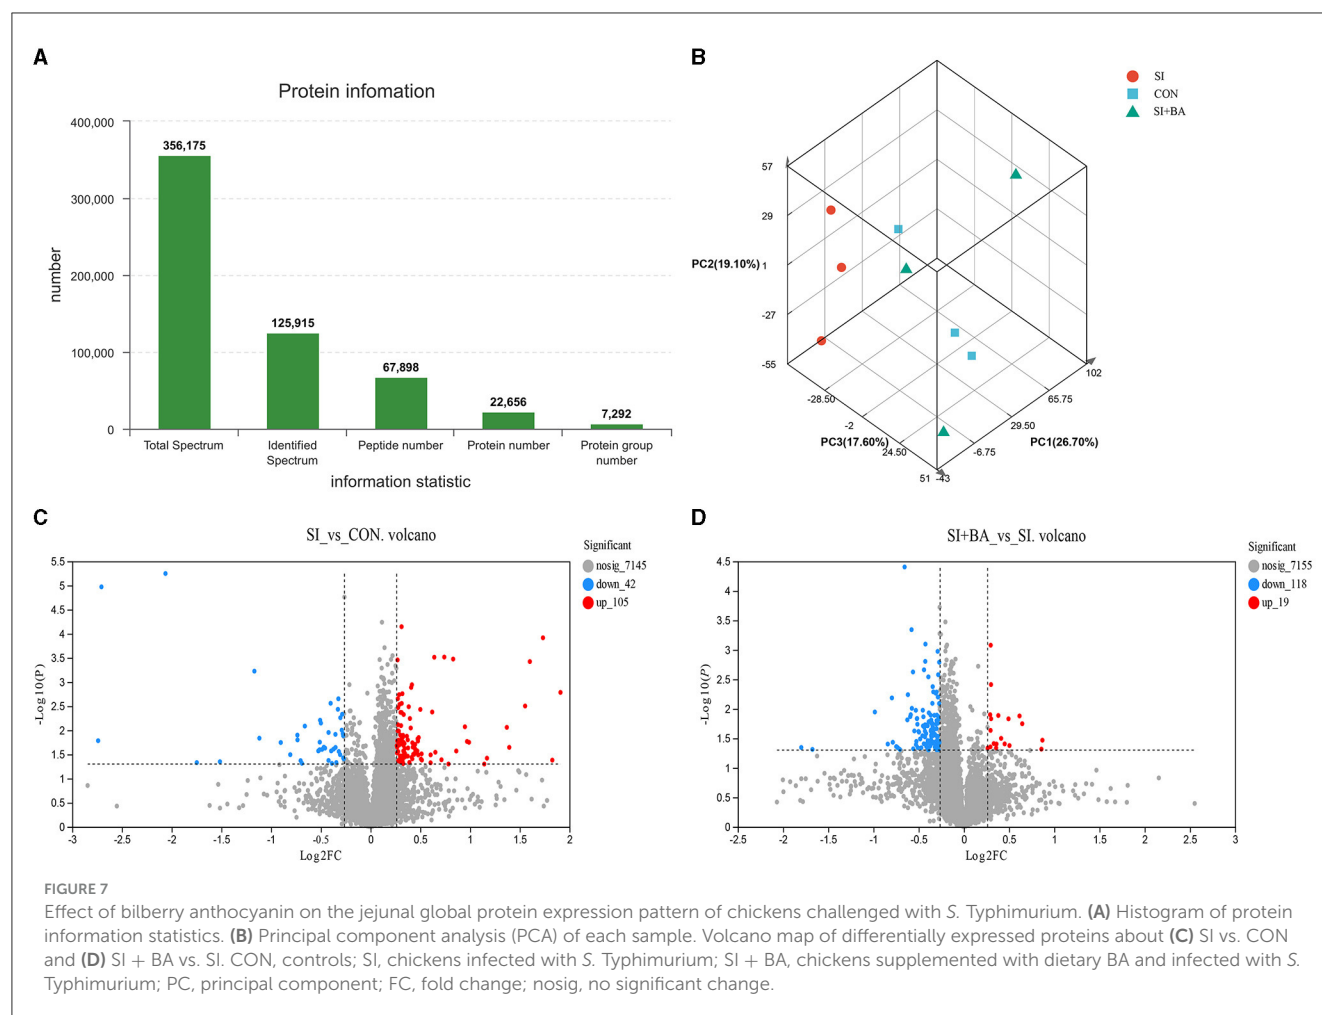 A
Protein infomation
400,000
300,000
200,000
100,000
0
number
356,175
125,915
67,898
22,656
7,292
Total Spectrum
Identified
Spectrum
Peptide number
Protein number
Protein group
number
information statistic
B
SI
CON
SI+BA
57
29
1
-27
-55
PC2(19.10%)
-28.50
-2
24.50
51
PC3(17.60%)
-43
-6.75
29.50
65.75
102
PC1(26.70%)
C
SI_vs_CON. volcano
Significant
nosig_7145
down_42
up_105
5.5
5
4.5
4
3.5
3
2.5
2
1.5
1
0.5
0
-Log10(P)
-3 -2.5 -2 -1.5 -1 -0.5 0 0.5 1 1.5 2
Log2FC
D
SI+BA_vs_SI. volcano
Significant
nosig_7155
down_118
up_19
4.5
4
3.5
3
2.5
2
1.5
1
0.5
0
-Log10(P)
-2.5 -2 -1.5 -1 -0.5 0 0.5 1 1.5 2 2.5 3
Log2FC
FIGURE 7
Effect of bilberry anthocyanin on the jejunal global protein expression pattern of chickens challenged with S. Typhimurium. (A) Histogram of protein
information statistics. (B) Principal component analysis (PCA) of each sample. Volcano map of differentially expressed proteins about (C) SI vs. CON
and (D) SI + BA vs. SI. CON, controls; SI, chickens infected with S. Typhimurium; SI + BA, chickens supplemented with dietary BA and infected with S.
Typhimurium; PC, principal component; FC, fold change; nosig, no significant change.